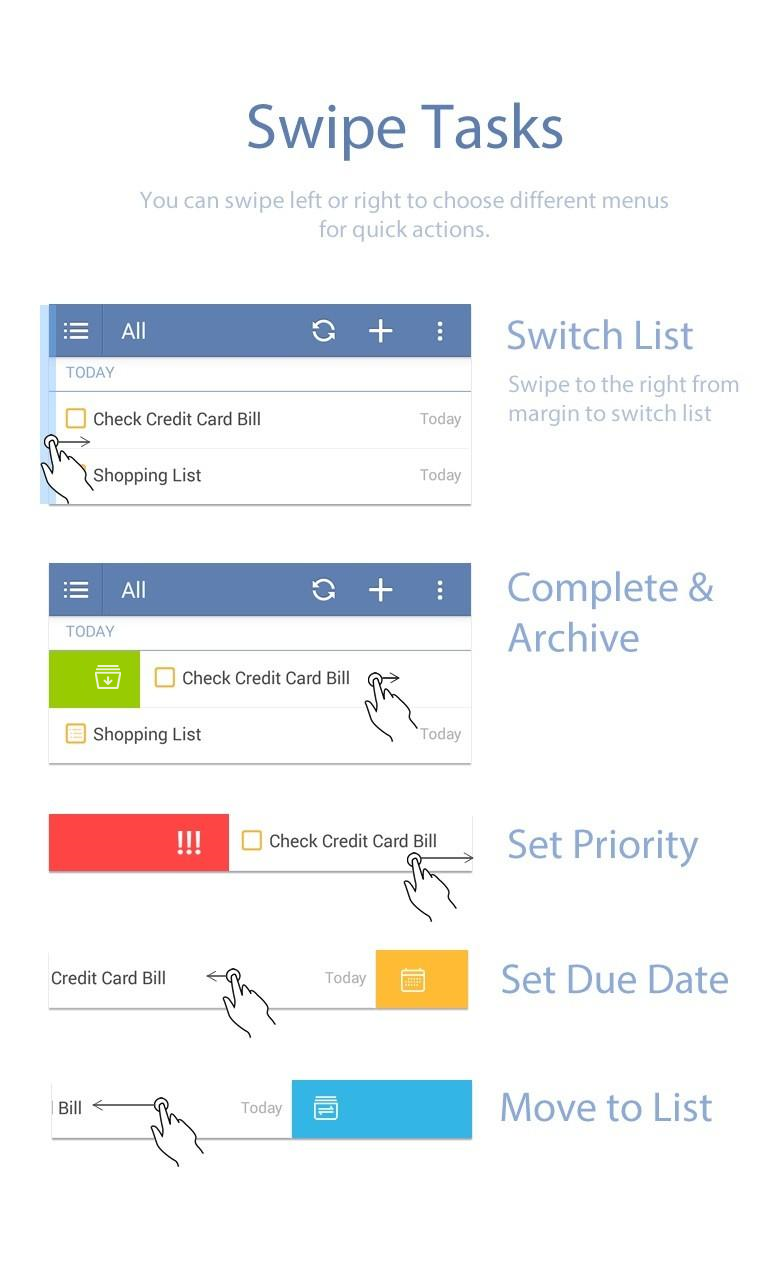 Swipe Tasks
You can swipe left or right to choose different menus
for quick actions.
All
TODAY
Check Credit Card Bill Today
Shopping List Today
Switch List
Swipe to the right from
margin to switch list
All
TODAY
Check Credit Card Bill
Shopping List Today
Complete &
Archive
!!! Check Credit Card Bill
Set Priority
Credit Card Bill Today
Set Due Date
Bill Today
Move to List